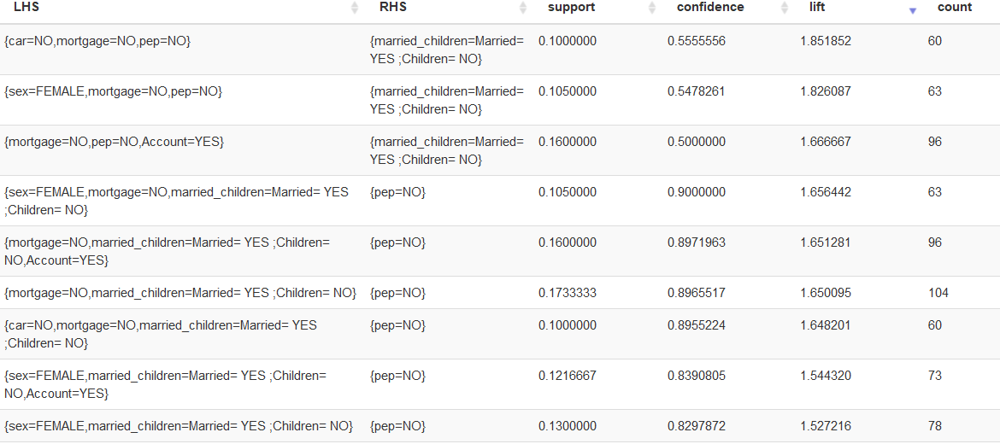 LHS RHS support confidence lift count
{car=NO,mortgage=NO,pep=NO} {married_children=Married= 0.1000000 0.5555556 1.851852 60
YES ;Children= NO}
{sex=FEMALE,mortgage=NO,pep=NO} {married_children=Married= 0.1050000 0.5478261 1.826087 63
YES ;Children= NO}
{mortgage=NO,pep=NO,Account=YES} {married_children=Married= 0.1600000 0.5000000 1.666667 96
YES ;Children= NO}
{sex=FEMALE,mortgage=NO,married_children=Married= YES {pep=NO} 0.1050000 0.9000000 1.656442 63
;Children= NO}
{mortgage=NO,married_children=Married= YES ;Children= {pep=NO} 0.1600000 0.8971963 1.651281 96
NO,Account=YES}
{mortgage=NO,married_children=Married= YES ;Children= NO} {pep=NO} 0.1733333 0.8965517 1.650095 104
{car=NO,mortgage=NO,married_children=Married= YES {pep=NO} 0.1000000 0.8955224 1.648201 60
;Children= NO}
{sex=FEMALE,married_children=Married= YES ;Children= {pep=NO} 0.1216667 0.8390805 1.544320 73
NO,Account=YES}
{sex=FEMALE,married_children=Married= YES ;Children= NO} {pep=NO} 0.1300000 0.8297872 1.527216 78